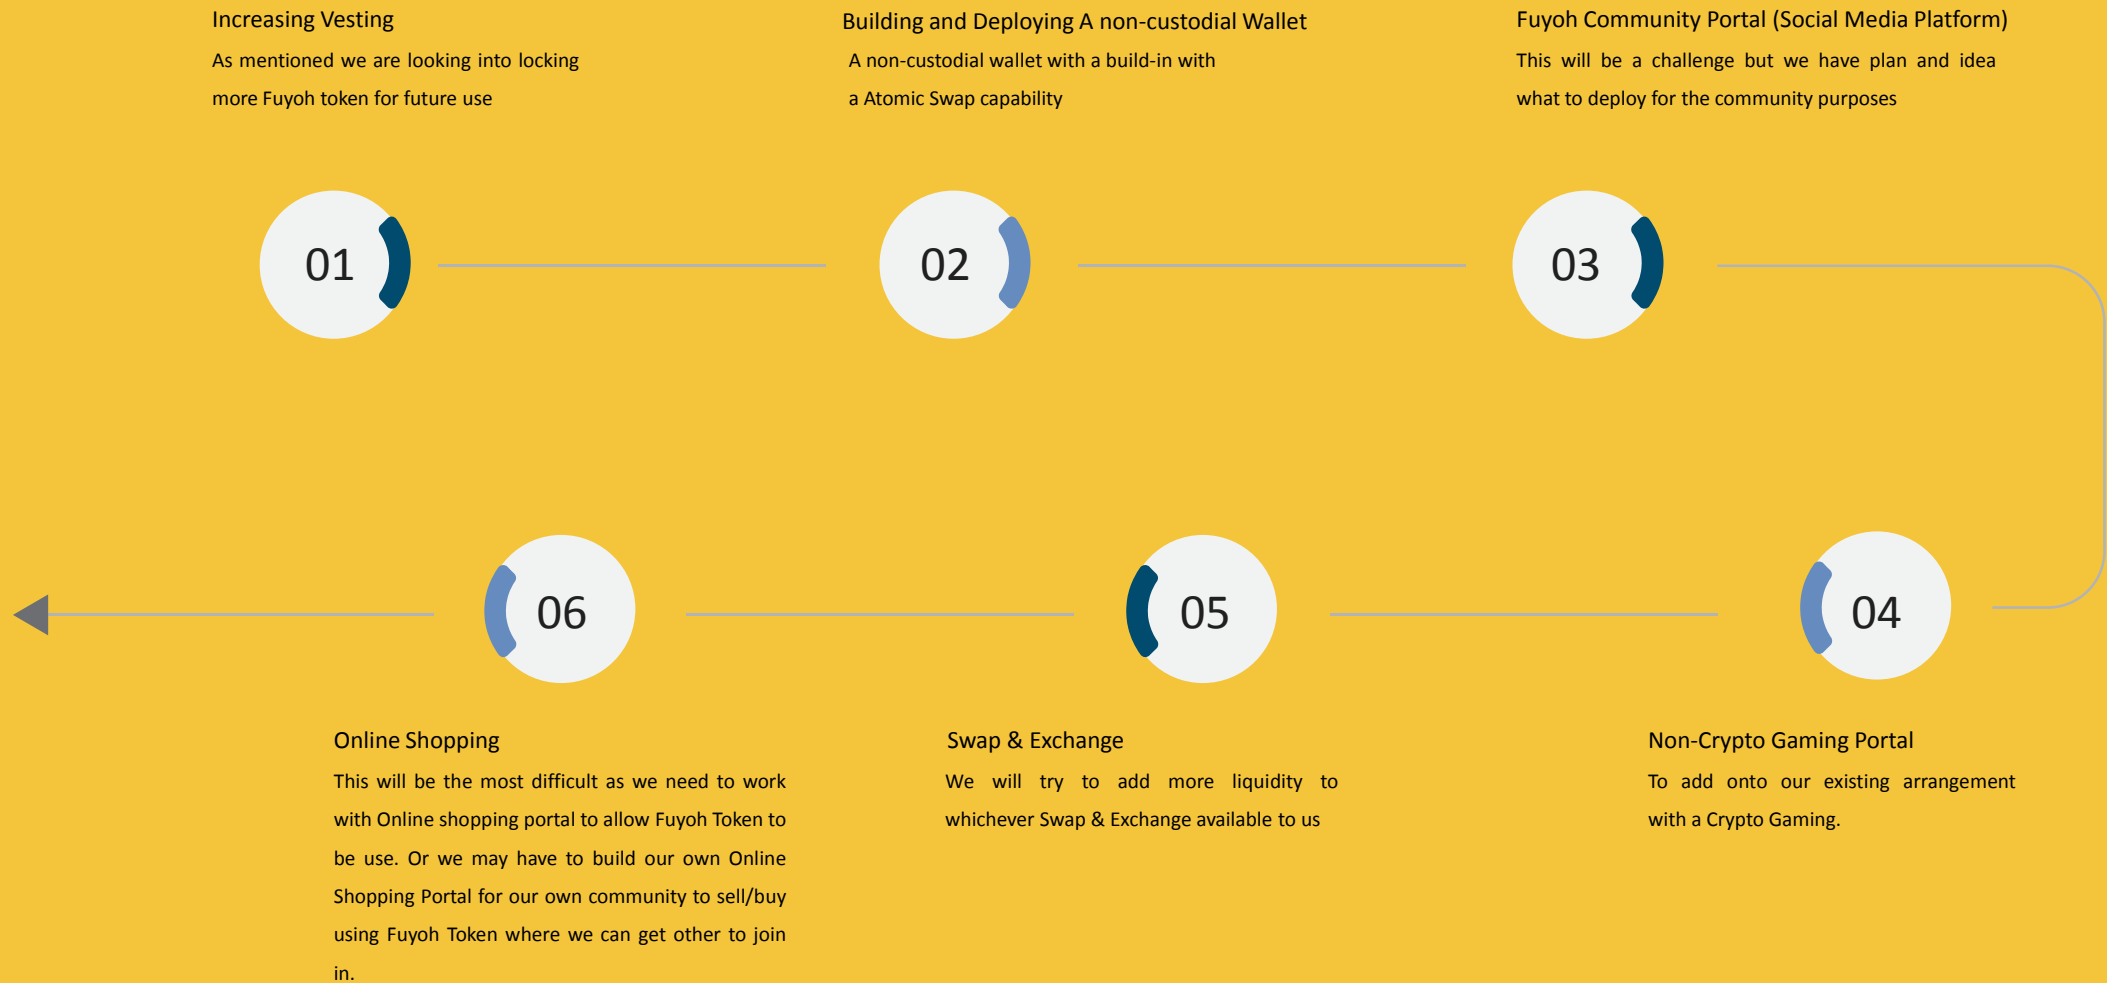 Increasing Vesting
As mentioned we are looking into locking
more Fuyoh token for future use
Building and Deploying A non-custodial Wallet
A non-custodial wallet with a build-in with
a Atomic Swap capability
Fuyoh Community Portal (Social Media Platform)
This will be a challenge but we have plan and idea
what to deploy for the community purposes
01
02
03
06
05
04
Online Shopping
This will be the most difficult as we need to work
with Online shopping portal to allow Fuyoh Token to
be use. Or we may have to build our own Online
Shopping Portal for our own community to sell/buy
using Fuyoh Token where we can get other to join
in.
Swap & Exchange
We will try to add more liquidity to
whichever Swap & Exchange available to us
Non-Crypto Gaming Portal
To add onto our existing arrangement
with a Crypto Gaming.